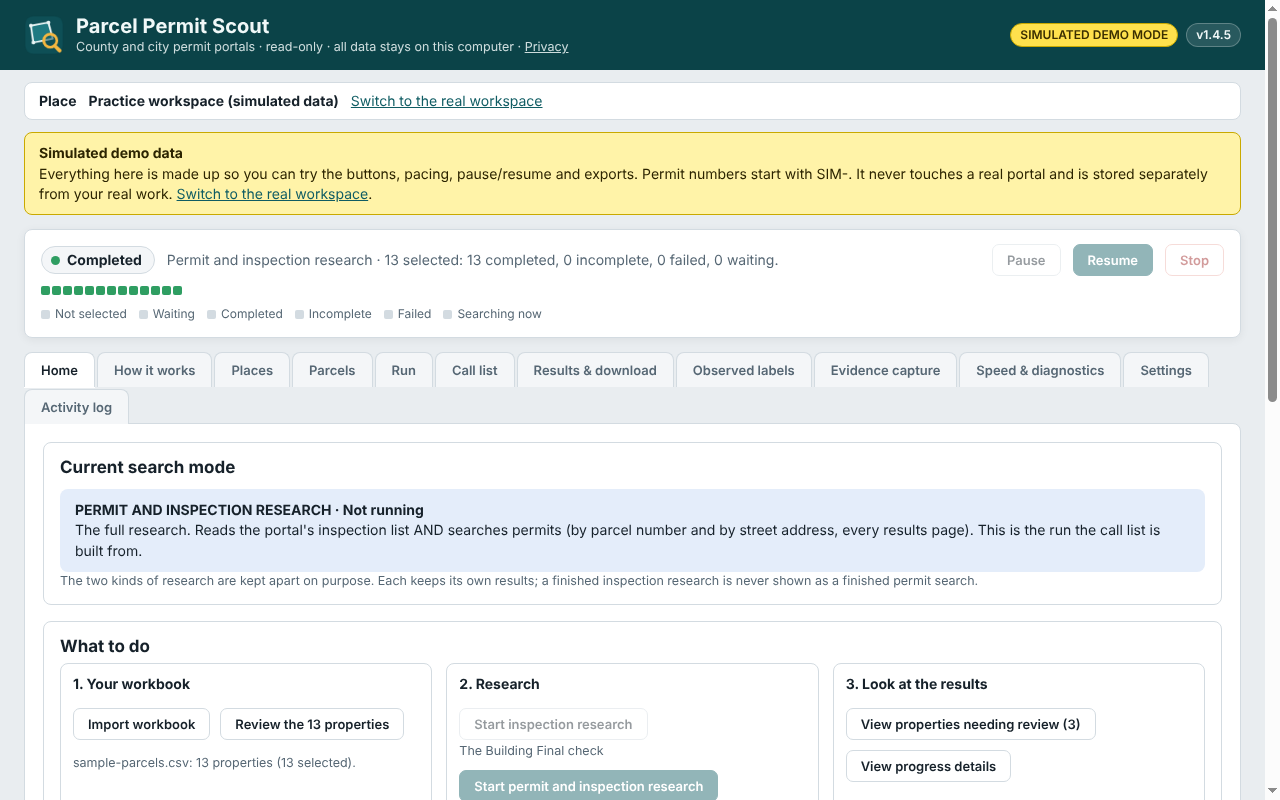 Parcel Permit Scout
County and city permit portals · read-only · all data stays on this computer · Privacy
SIMULATED DEMO MODE
v1.4.5
Place Practice workspace (simulated data) Switch to the real workspace
Simulated demo data
Everything here is made up so you can try the buttons, pacing, pause/resume and exports. Permit numbers start with SIM-. It never touches a real portal and is stored separately
from your real work. Switch to the real workspace.
Completed Permit and inspection research · 13 selected: 13 completed, 0 incomplete, 0 failed, 0 waiting.
Pause Resume Stop
Not selected Waiting Completed Incomplete Failed Searching now
Home How it works Places Parcels Run Call list Results & download Observed labels Evidence capture Speed & diagnostics Settings
Activity log
Current search mode
PERMIT AND INSPECTION RESEARCH · Not running
The full research. Reads the portal's inspection list AND searches permits (by parcel number and by street address, every results page). This is the run the call list is
built from.
The two kinds of research are kept apart on purpose. Each keeps its own results; a finished inspection research is never shown as a finished permit search.
What to do
1. Your workbook
Import workbook Review the 13 properties
sample-parcels.csv: 13 properties (13 selected).
2. Research
Start inspection research
The Building Final check
Start permit and inspection research
3. Look at the results
View properties needing review (3)
View progress details